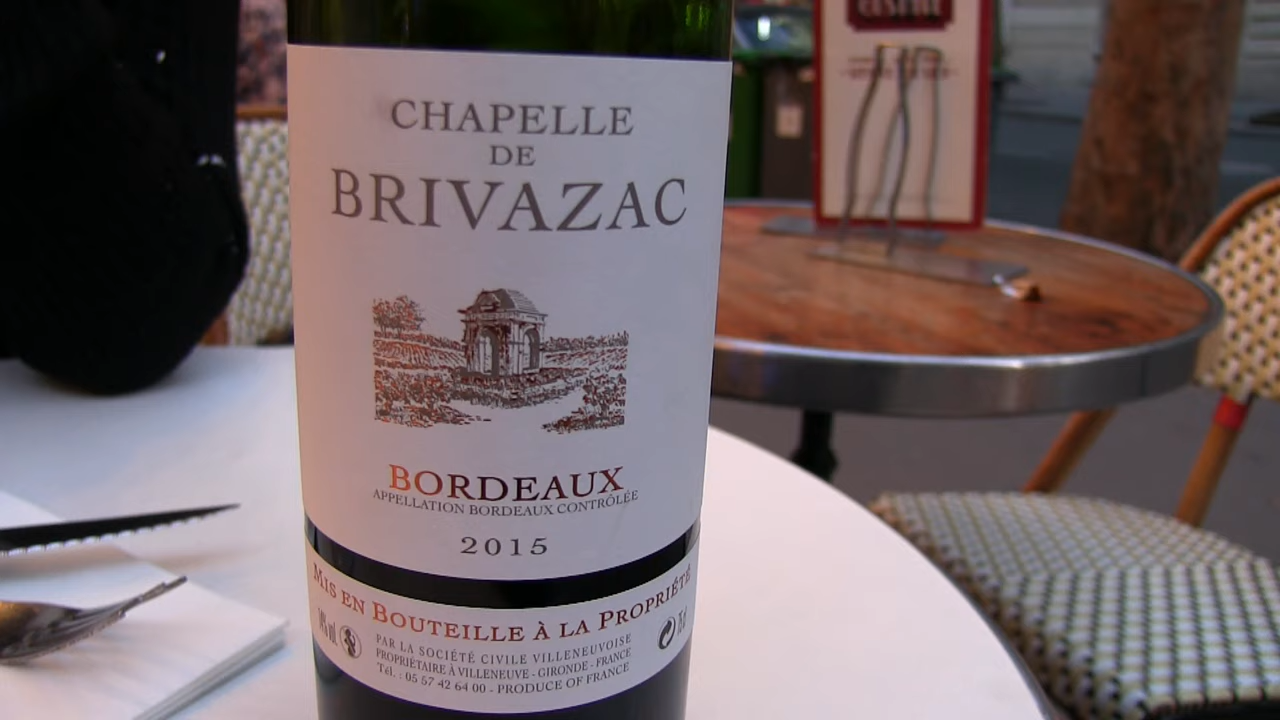 CHAPELLE
DE
BRIVAZAC
BORDEAUX
APPELLATION BORDEAUX CONTRÔLÉE
2015
MIS EN BOUTEILLE À LA PROPRIÉTÉ
PAR LA SOCIÉTÉ CIVILE VILLENEUVOISE
PROPRIÉTAIRE À VILLENEUVE - GIRONDE - FRANCE
Tél. : 05 57 42 64 00 - PRODUCE OF FRANCE